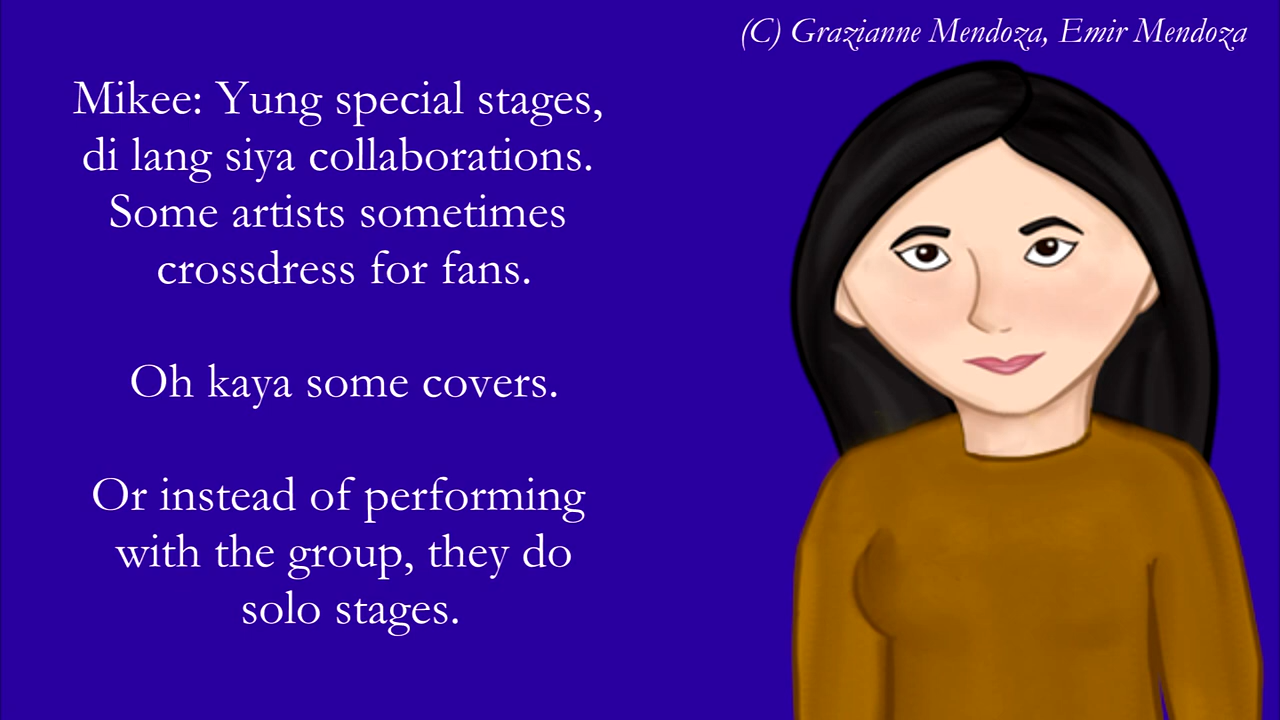 (C) Grazianne Mendoza, Emir Mendoza
Mikee: Yung special stages,
di lang siya collaborations.
Some artists sometimes
crossdress for fans.
Oh kaya some covers.
Or instead of performing
with the group, they do
solo stages.